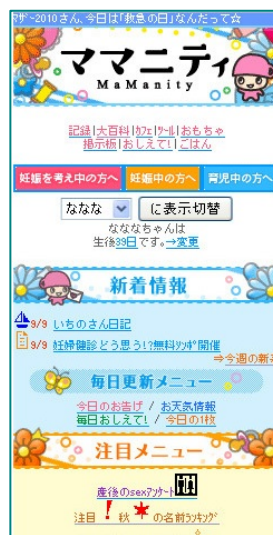 ﾏｻﾞｰ2010さん、今日は「救急の日」なんだって☆
ママニティ
MaMaNity
記録|大百科|ｶﾌｪ|ﾂｰﾙ|おもちゃ
掲示板|おしえて!|ごはん
妊娠を考え中の方へ 妊娠中の方へ 育児中の方へ
ななな に表示切替
なななちゃんは
生後39日です。→変更
新着情報
9/9 いちのさん日記
9/9 妊婦健診どう思う!?無料ｿﾝﾎﾟ開催
⇒今週の新着
毎日更新メニュー
今日のお告げ / お天気情報
毎日おしえて! / 今日の1枚
注目メニュー
産後のsexｱﾝｹｰﾄ
注目 ! 秋 の名前ﾗﾝｷﾝｸﾞ